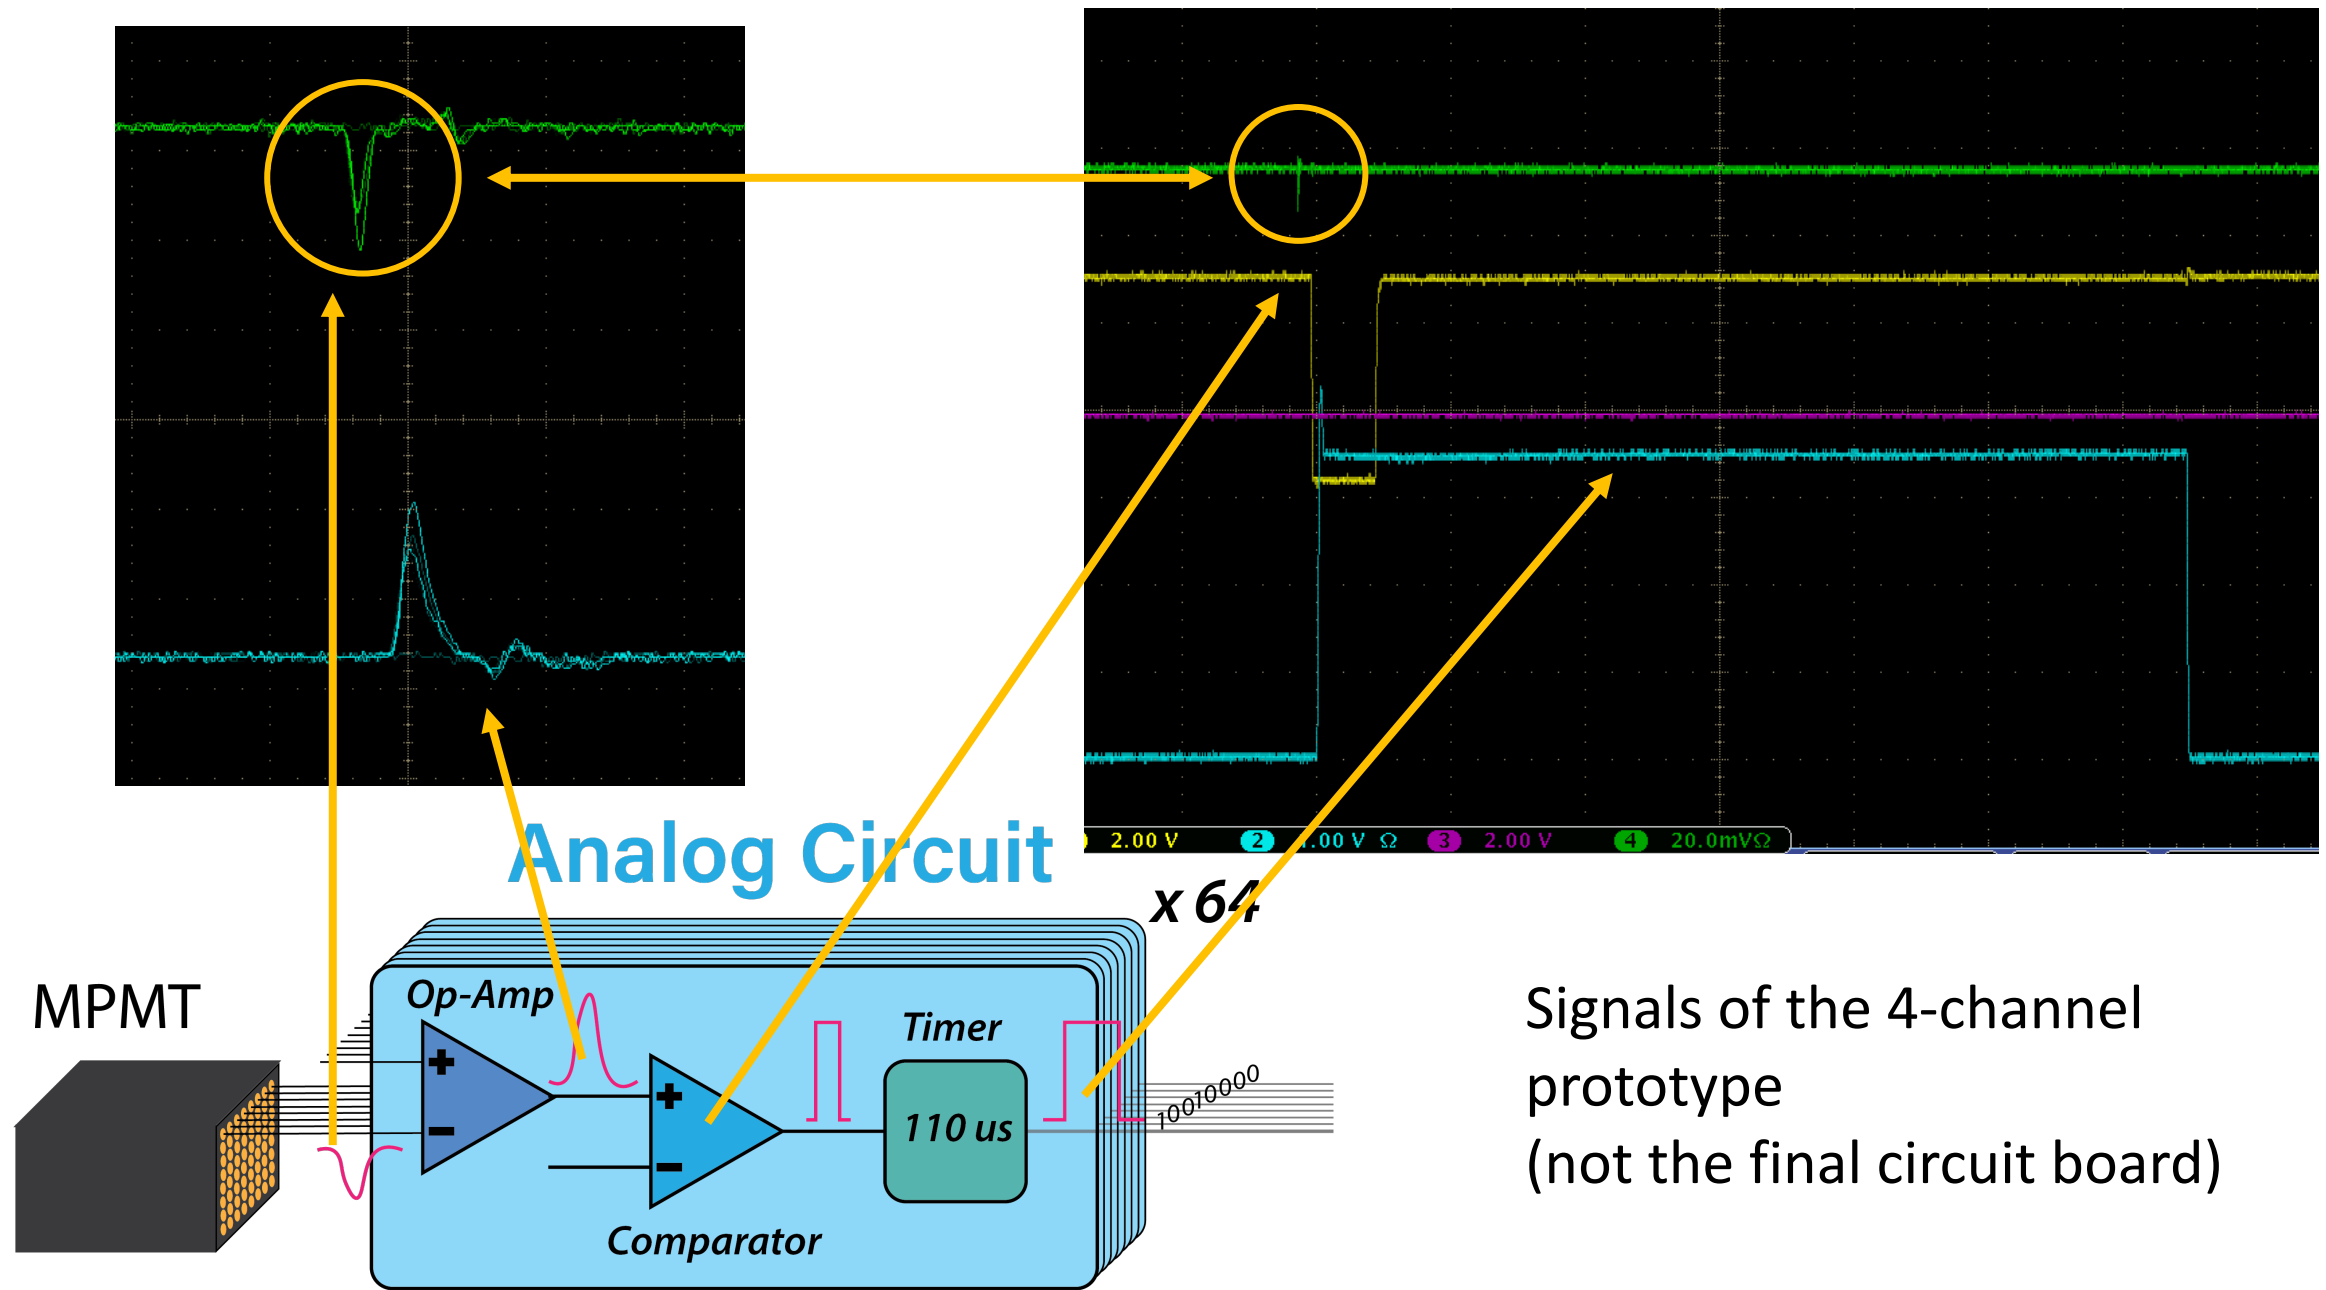 2.00 V 2 .00 V Ω 3 2.00 V 4 20.0mVΩ
Analog Circuit
x 64
MPMT
Op-Amp
Timer
110 us
10010000
Comparator
Signals of the 4-channel
prototype
(not the final circuit board)